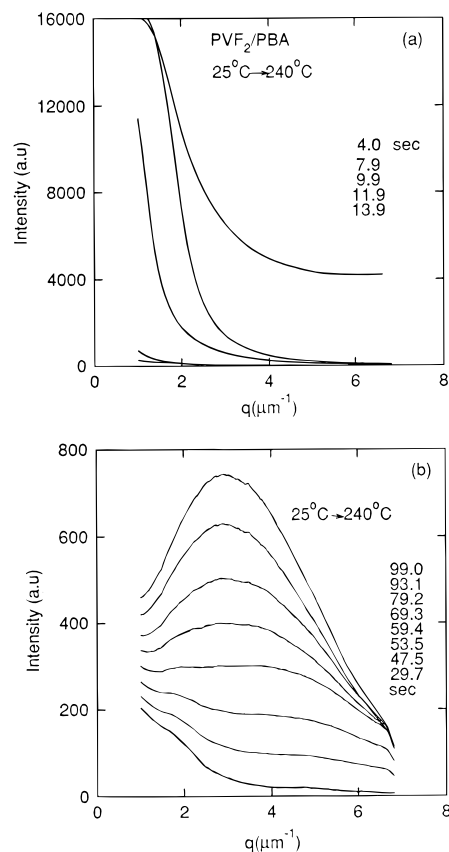 16000
12000
8000
4000
0
Intensity (a.u)
PVF₂/PBA
(a)
25°C→240°C
4.0 sec
7.9
9.9
11.9
13.9
0 2 4 6 8
q(μm⁻¹)
800
600
400
200
0
Intensity (a.u)
(b)
25°C→240°C
99.0
93.1
79.2
69.3
59.4
53.5
47.5
29.7
sec
0 2 4 6 8
q(μm⁻¹)